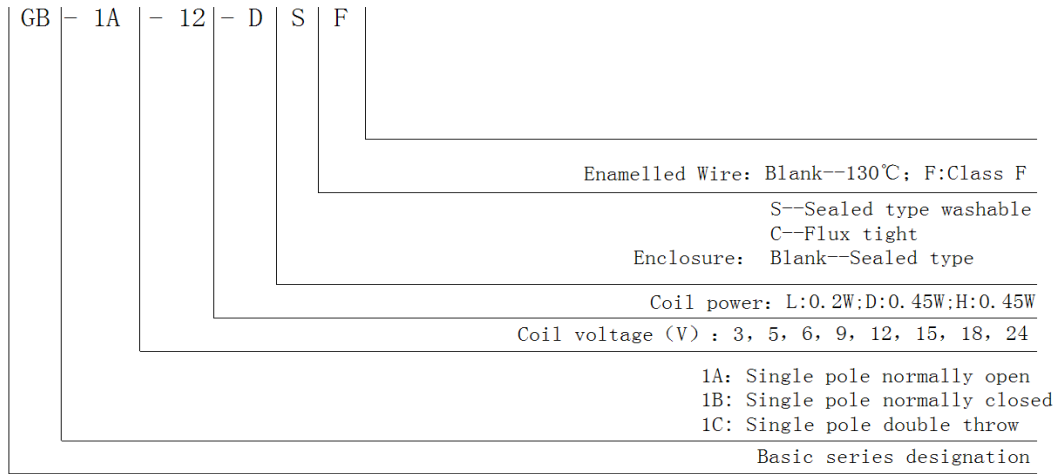 GB - 1A - 12 - D S F
Enamelled Wire: Blank--130℃; F:Class F
S--Sealed type washable
C--Flux tight
Enclosure: Blank--Sealed type
Coil power: L:0.2W;D:0.45W;H:0.45W
Coil voltage (V) : 3, 5, 6, 9, 12, 15, 18, 24
1A: Single pole normally open
1B: Single pole normally closed
1C: Single pole double throw
Basic series designation